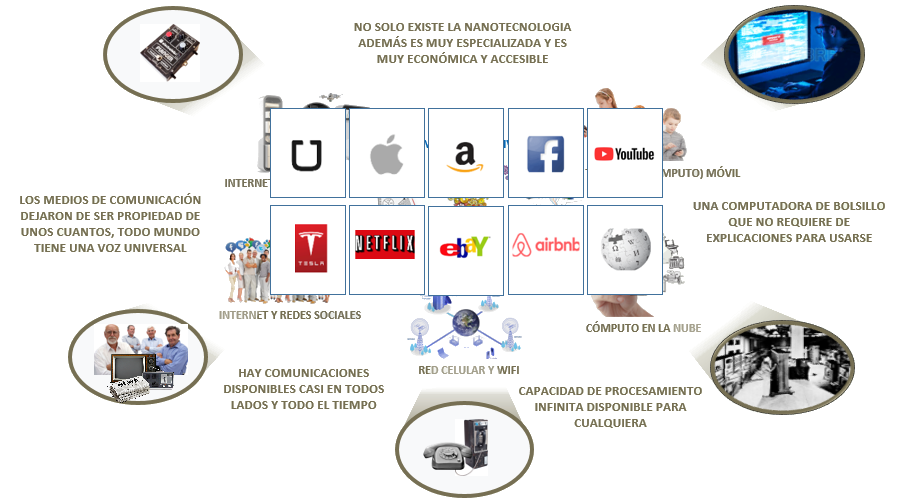 NO SOLO EXISTE LA NANOTECNOLOGIA
ADEMÁS ES MUY ESPECIALIZADA Y ES
MUY ECONÓMICA Y ACCESIBLE
INTERNET
MÓVIL
a
f
YouTube
LOS MEDIOS DE COMUNICACIÓN
DEJARON DE SER PROPIEDAD DE
UNOS CUANTOS, TODO MUNDO
TIENE UNA VOZ UNIVERSAL
UNA COMPUTADORA DE BOLSILLO
QUE NO REQUIERE DE
EXPLICACIONES PARA USARSE
TESLA
NETFLIX
ebaY
airbnb
INTERNET Y REDES SOCIALES
CÓMPUTO EN LA NUBE
RED CELULAR Y WIFI
HAY COMUNICACIONES
DISPONIBLES CASI EN TODOS
LADOS Y TODO EL TIEMPO
CAPACIDAD DE PROCESAMIENTO
INFINITA DISPONIBLE PARA
CUALQUIERA